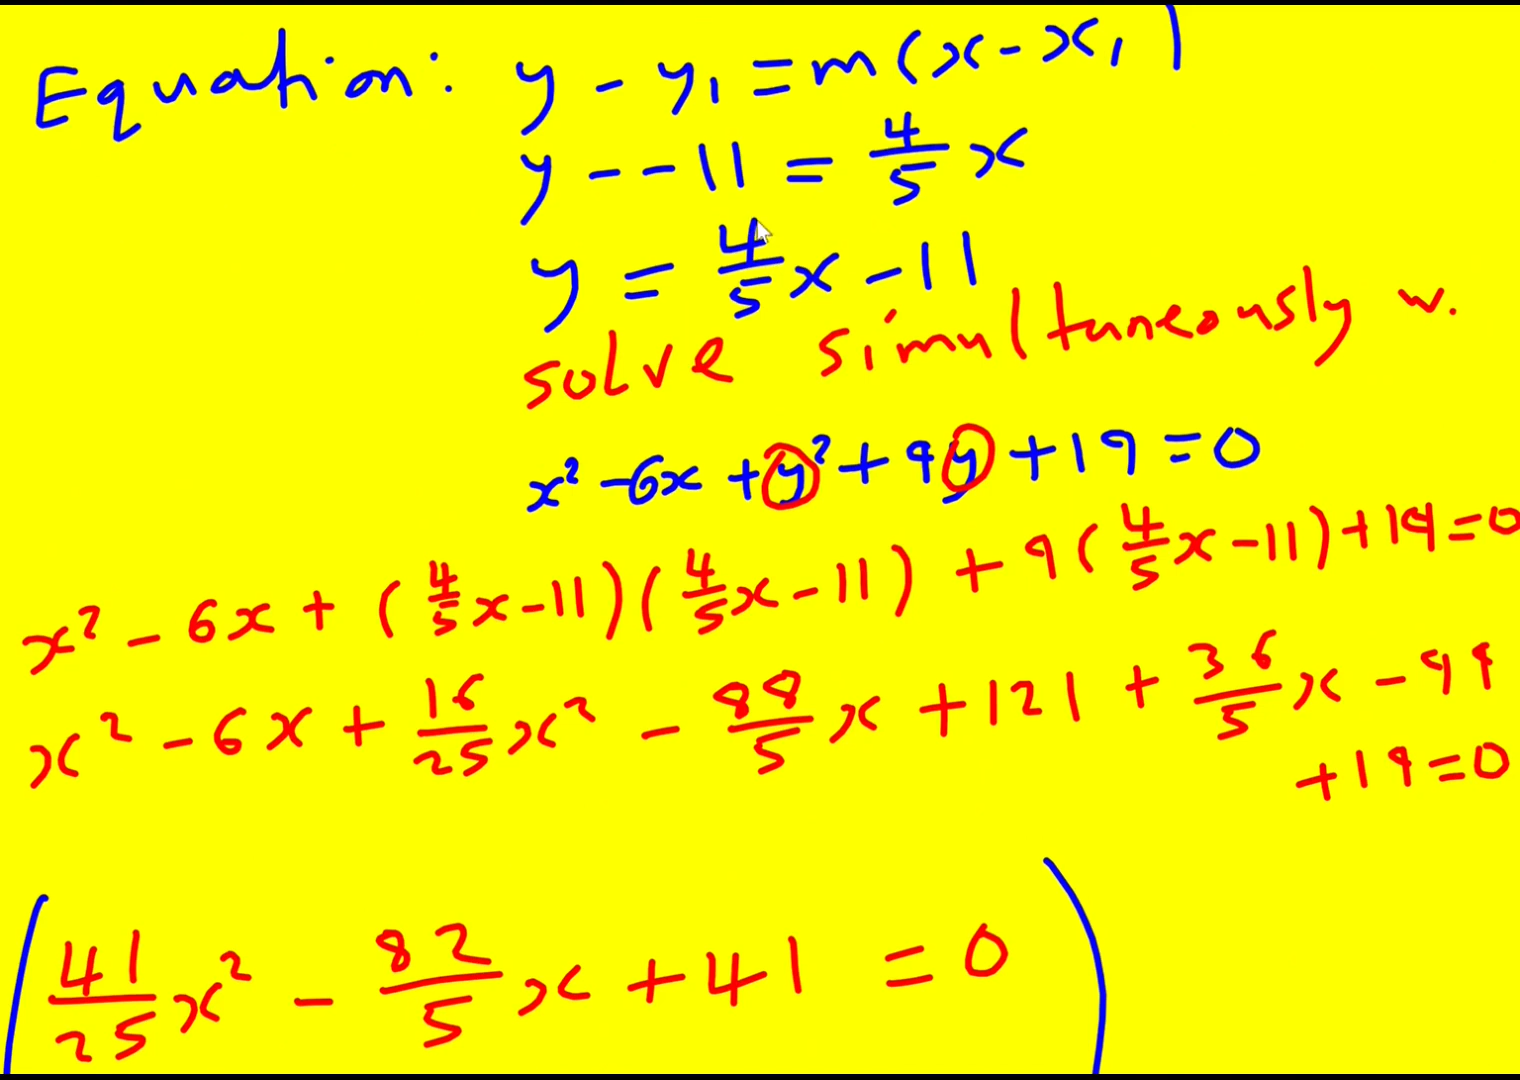 Equation: y - y₁ = m(x - x₁)
y - - 11 = 4/5 x
y = 4/5 x - 11
solve simultaneously w.
x² - 6x + y² + 9y + 19 = 0
x² - 6x + (4/5 x - 11)(4/5 x - 11) + 9(4/5 x - 11) + 19 = 0
x² - 6x + 16/25 x² - 88/5 x + 121 + 36/5 x - 99
+ 19 = 0
(41/25 x² - 82/5 x + 41 = 0)